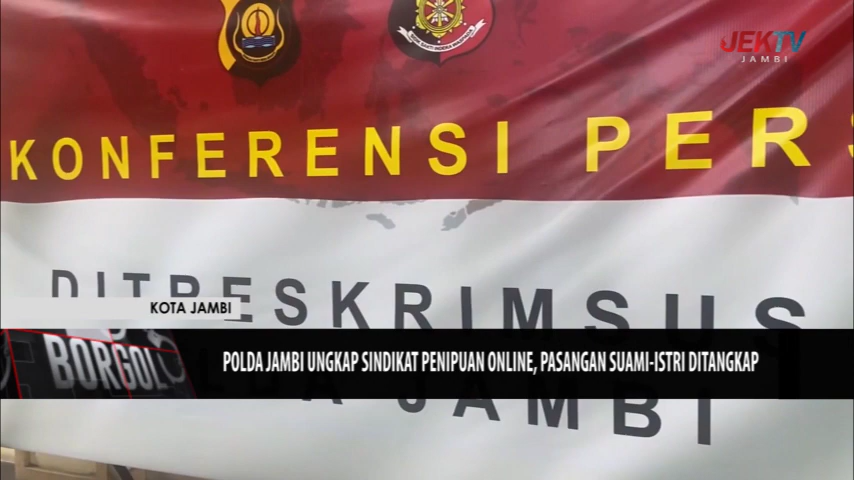 JEKTV
JAMBI
KONFERENSI PERS
DITRESKRIMSUS
KOTA JAMBI
BORGOL
POLDA JAMBI UNGKAP SINDIKAT PENIPUAN ONLINE, PASANGAN SUAMI-ISTRI DITANGKAP
JAMBI